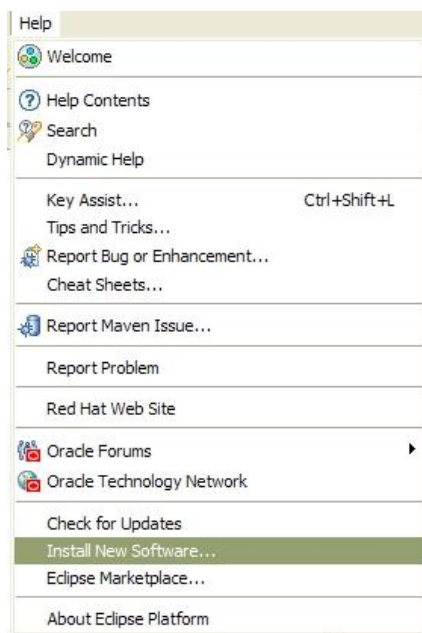 Help
Welcome
Help Contents
Search
Dynamic Help
Key Assist... Ctrl+Shift+L
Tips and Tricks...
Report Bug or Enhancement...
Cheat Sheets...
Report Maven Issue...
Report Problem
Red Hat Web Site
Oracle Forums
Oracle Technology Network
Check for Updates
Install New Software...
Eclipse Marketplace...
About Eclipse Platform